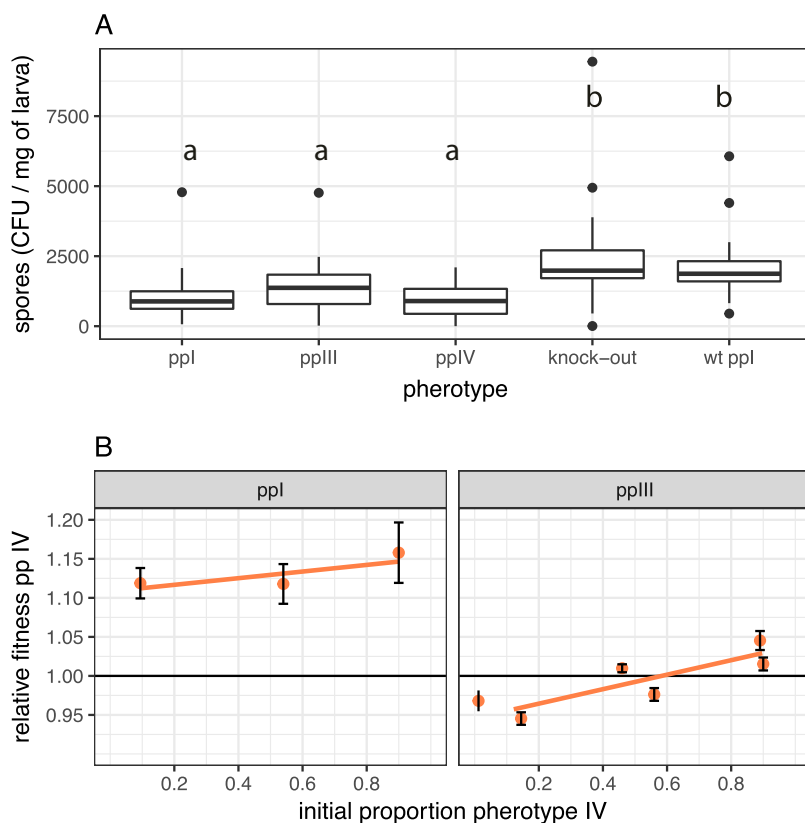 A
spores (CFU / mg of larva)
7500
5000
2500
0
a a a b b
ppI ppIII ppIV knock−out wt ppI
pherotype
B
ppI ppIII
relative fitness pp IV
1.20
1.15
1.10
1.05
1.00
0.95
0.2 0.4 0.6 0.8 0.2 0.4 0.6 0.8
initial proportion pherotype IV